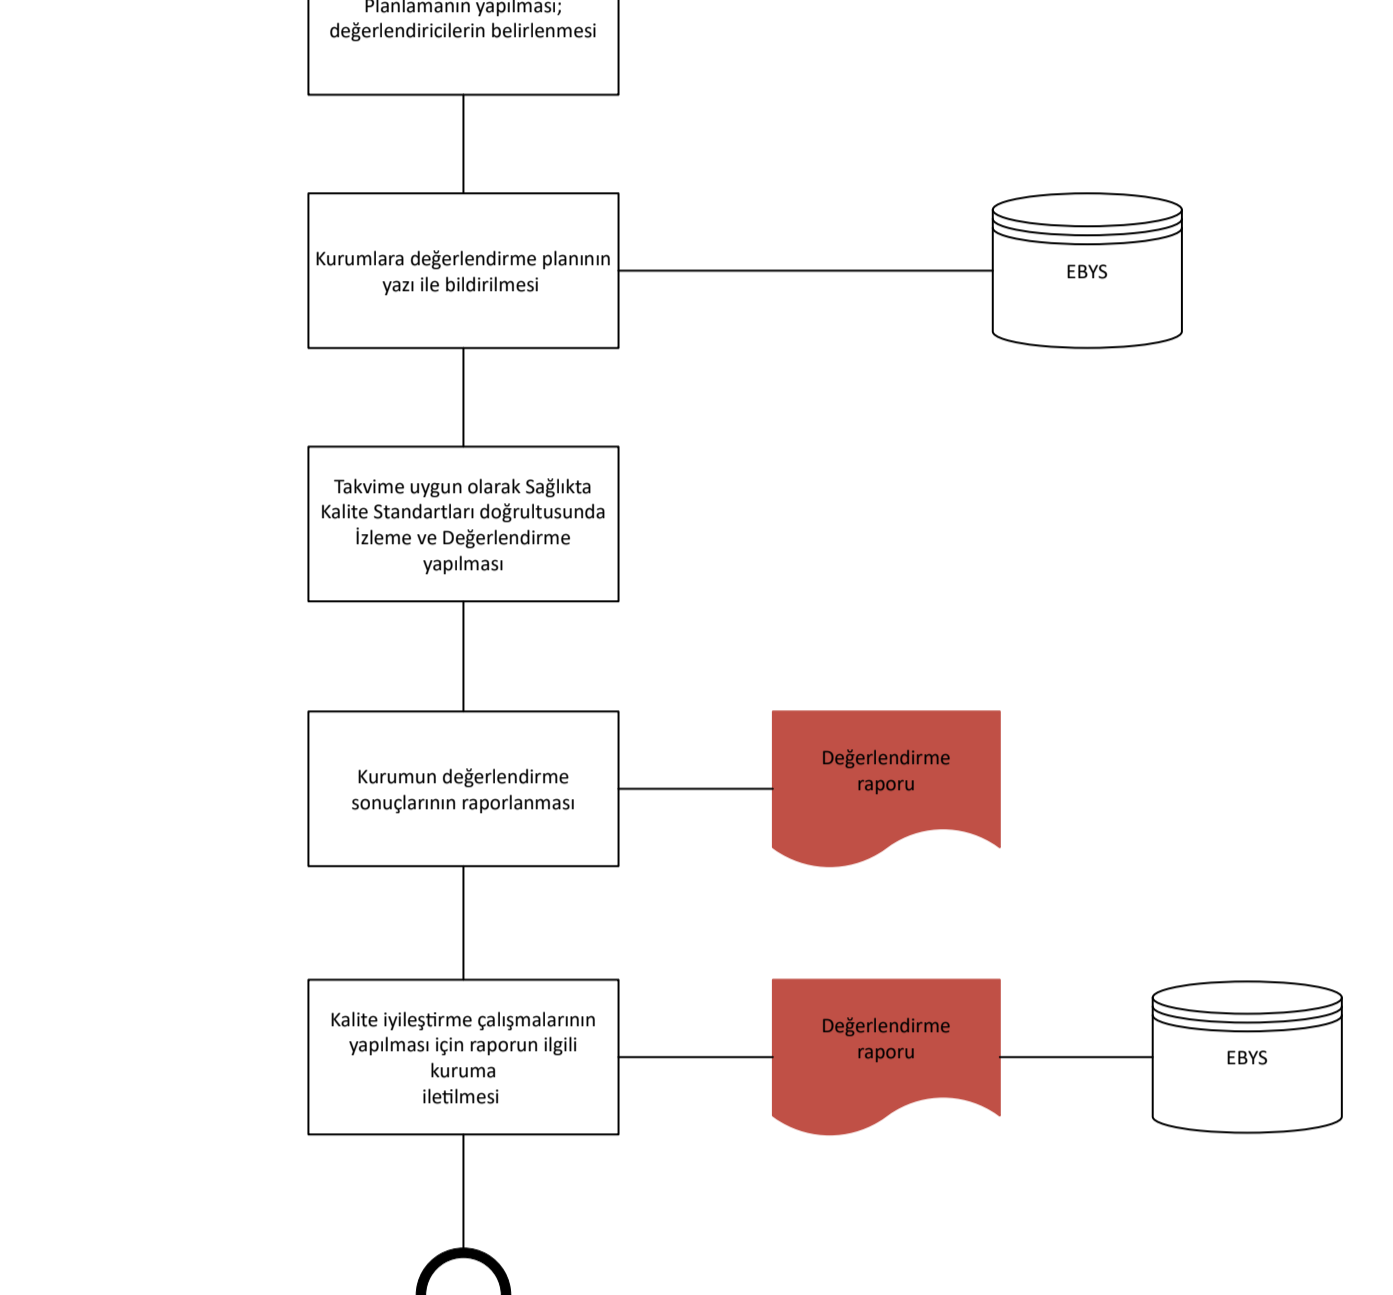 Planlamanın yapılması;
değerlendiricilerin belirlenmesi
Kurumlara değerlendirme planının
yazı ile bildirilmesi
EBYS
Takvime uygun olarak Sağlıkta
Kalite Standartları doğrultusunda
İzleme ve Değerlendirme
yapılması
Kurumun değerlendirme
sonuçlarının raporlanması
Değerlendirme
raporu
Kalite iyileştirme çalışmalarının
yapılması için raporun ilgili
kuruma
iletilmesi
Değerlendirme
raporu
EBYS